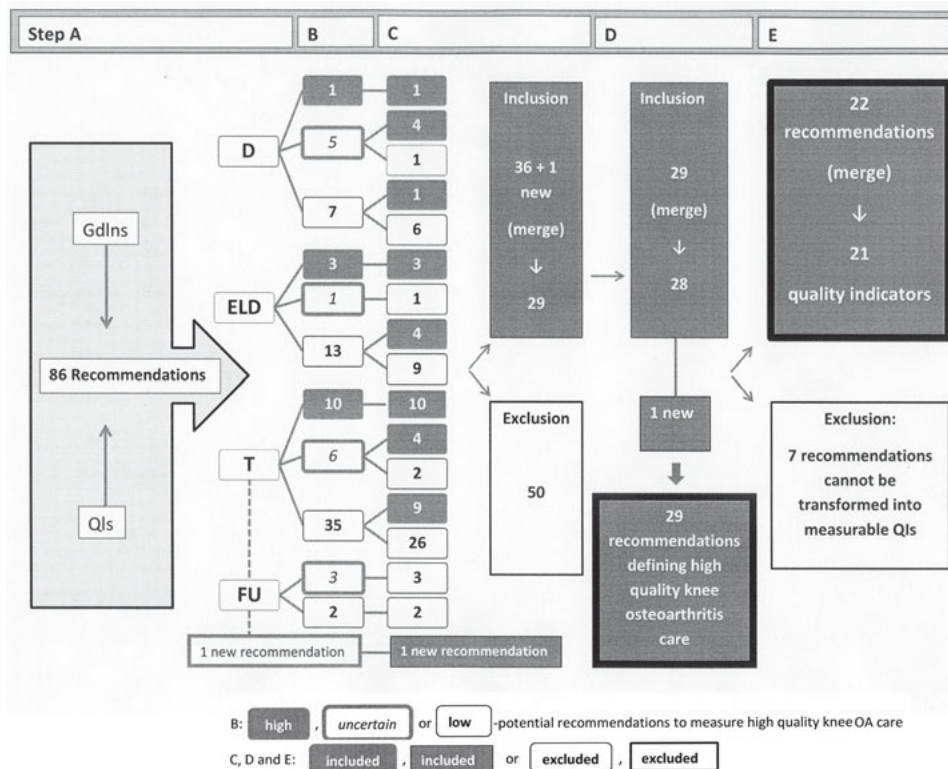 Step A
B
C
D
E
Gdlns
86 Recommendations
QIs
D
1
1
5
4
1
7
1
6
ELD
3
3
1
1
13
4
9
T
10
10
6
4
2
35
9
26
FU
3
3
2
2
1 new recommendation
1 new recommendation
Inclusion
36 + 1
new
(merge)
↓
29
Exclusion
50
Inclusion
29
(merge)
↓
28
1 new
29
recommendations
defining high
quality knee
osteoarthritis
care
22
recommendations
(merge)
↓
21
quality indicators
Exclusion:
7 recommendations
cannot be
transformed into
measurable QIs
B: high , uncertain or low -potential recommendations to measure high quality knee OA care
C, D and E: included , included or excluded , excluded